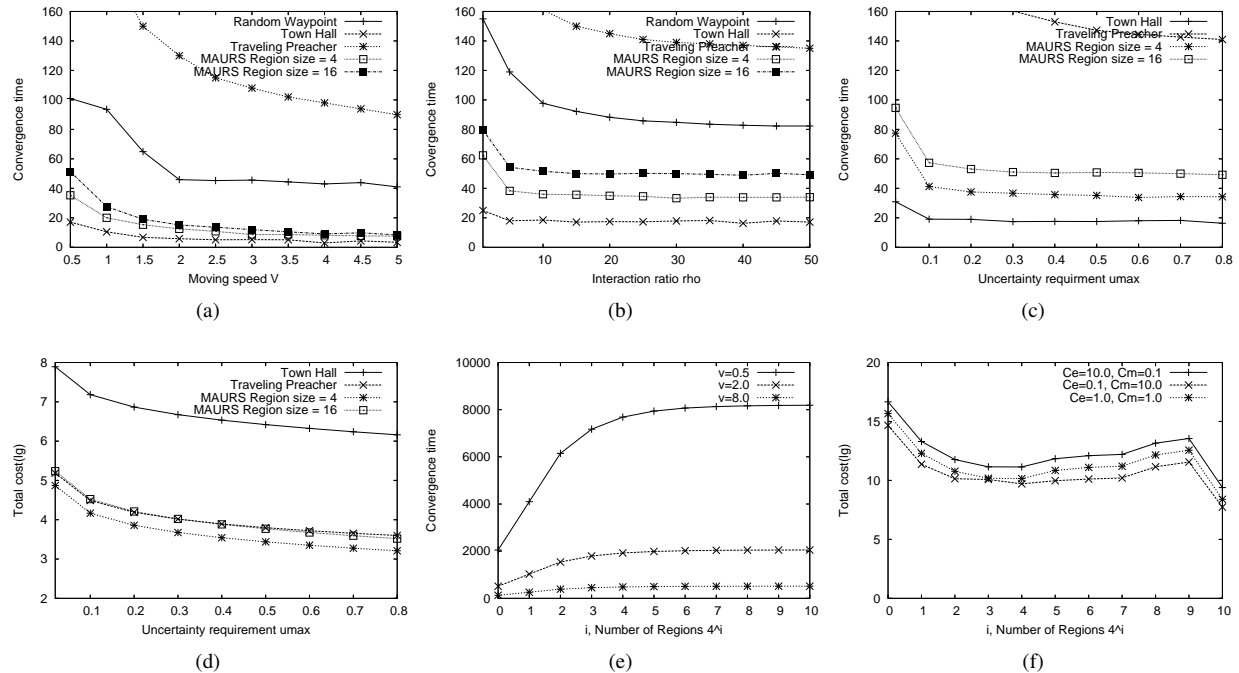 160
140
120
100
80
60
40
20
0
Convergence time
Random Waypoint
Town Hall
Traveling Preacher
MAURS Region size = 4
MAURS Region size = 16
0.5 1 1.5 2 2.5 3 3.5 4 4.5 5
Moving speed V
(a)
160
140
120
100
80
60
40
20
0
Covergence time
Random Waypoint
Town Hall
Traveling Preacher
MAURS Region size = 4
MAURS Region size = 16
10 20 30 40 50
Interaction ratio rho
(b)
160
140
120
100
80
60
40
20
0
Covergence time
Town Hall
Traveling Preacher
MAURS Region size = 4
MAURS Region size = 16
0.1 0.2 0.3 0.4 0.5 0.6 0.7 0.8
Uncertainty requirment umax
(c)
8
7
6
5
4
3
2
Total cost(lg)
Town Hall
Traveling Preacher
MAURS Region size = 4
MAURS Region size = 16
0.1 0.2 0.3 0.4 0.5 0.6 0.7 0.8
Uncertainty requirement umax
(d)
10000
8000
6000
4000
2000
0
Convergence time
v=0.5
v=2.0
v=8.0
0 1 2 3 4 5 6 7 8 9 10
i, Number of Regions 4^i
(e)
20
15
10
5
0
Total cost(lg)
Ce=10.0, Cm=0.1
Ce=0.1, Cm=10.0
Ce=1.0, Cm=1.0
0 1 2 3 4 5 6 7 8 9 10
i, Number of Regions 4^i
(f)